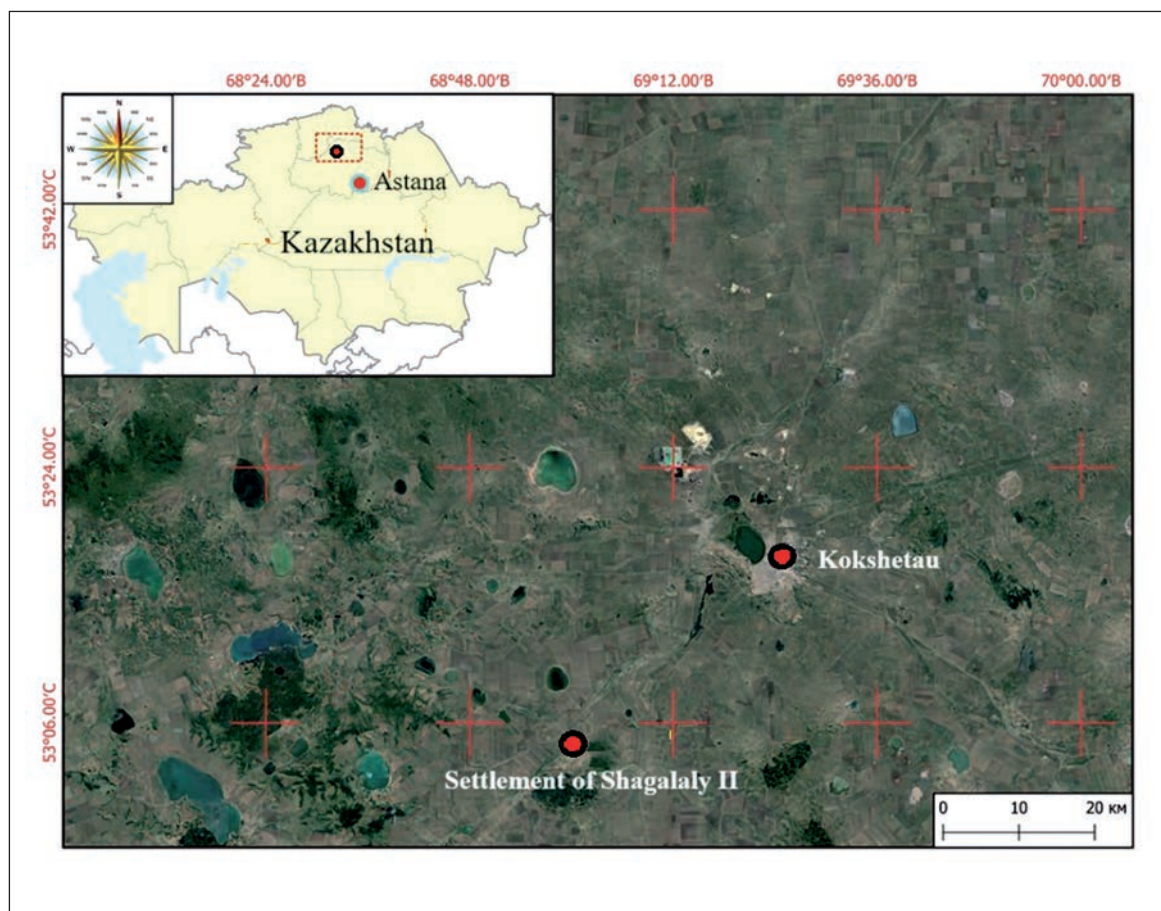 68°24.00'B 68°48.00'B 69°12.00'B 69°36.00'B 70°00.00'B
53°42.00'C
53°24.00'C
53°06.00'C
N
W E
S
Astana
Kazakhstan
Kokshetau
Settlement of Shagalaly II
0 10 20 км